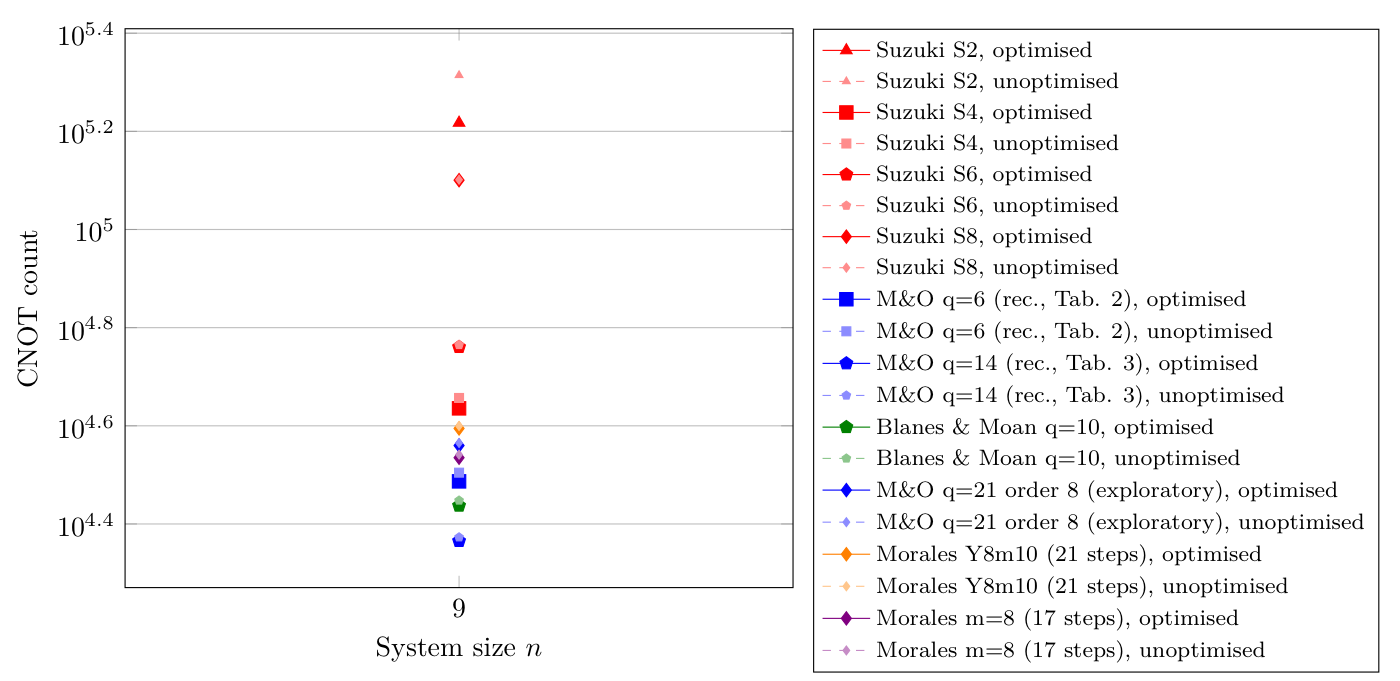 10^5.4
10^5.2
10^5
10^4.8
10^4.6
10^4.4
CNOT count
9
System size n
Suzuki S2, optimised
Suzuki S2, unoptimised
Suzuki S4, optimised
Suzuki S4, unoptimised
Suzuki S6, optimised
Suzuki S6, unoptimised
Suzuki S8, optimised
Suzuki S8, unoptimised
M&O q=6 (rec., Tab. 2), optimised
M&O q=6 (rec., Tab. 2), unoptimised
M&O q=14 (rec., Tab. 3), optimised
M&O q=14 (rec., Tab. 3), unoptimised
Blanes & Moan q=10, optimised
Blanes & Moan q=10, unoptimised
M&O q=21 order 8 (exploratory), optimised
M&O q=21 order 8 (exploratory), unoptimised
Morales Y8m10 (21 steps), optimised
Morales Y8m10 (21 steps), unoptimised
Morales m=8 (17 steps), optimised
Morales m=8 (17 steps), unoptimised